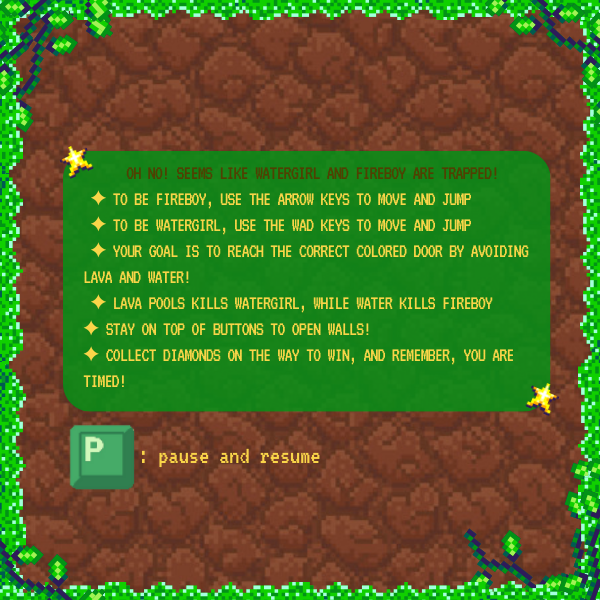 OH NO! SEEMS LIKE WATERGIRL AND FIREBOY ARE TRAPPED!
✦ TO BE FIREBOY, USE THE ARROW KEYS TO MOVE AND JUMP
✦ TO BE WATERGIRL, USE THE WAD KEYS TO MOVE AND JUMP
✦ YOUR GOAL IS TO REACH THE CORRECT COLORED DOOR BY AVOIDING
LAVA AND WATER!
✦ LAVA POOLS KILLS WATERGIRL, WHILE WATER KILLS FIREBOY
✦ STAY ON TOP OF BUTTONS TO OPEN WALLS!
✦ COLLECT DIAMONDS ON THE WAY TO WIN, AND REMEMBER, YOU ARE
TIMED!
P : pause and resume